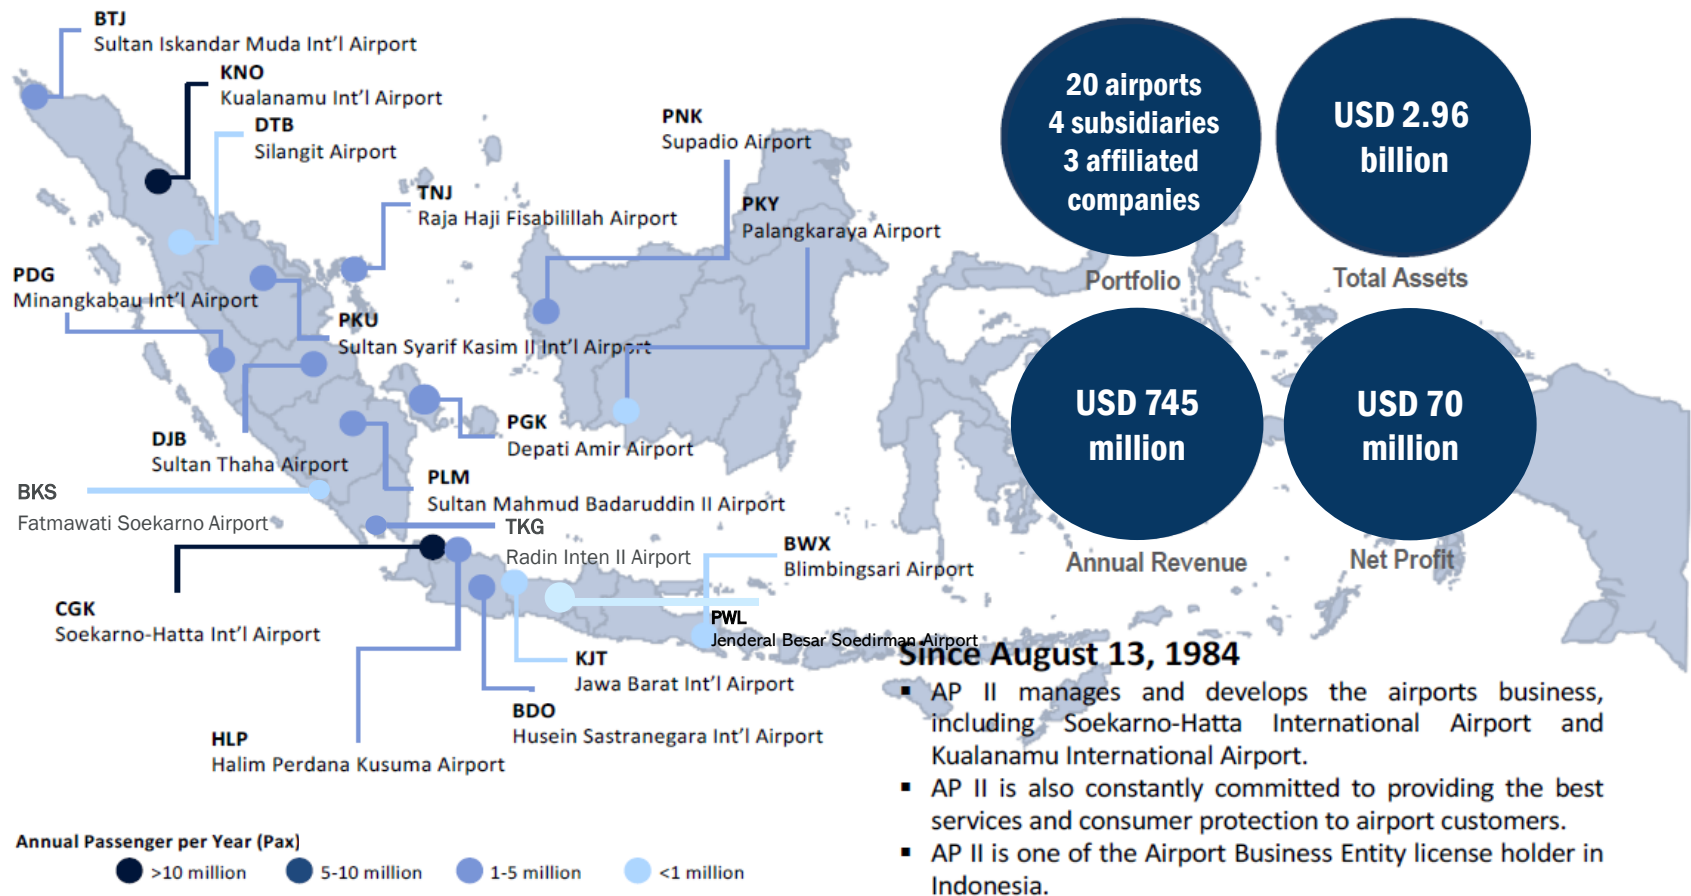 BTJ
Sultan Iskandar Muda Int'l Airport
KNO
Kualanamu Int'l Airport
DTB
Silangit Airport
TNJ
Raja Haji Fisabilillah Airport
PNK
Supadio Airport
PKY
Palangkaraya Airport
PDG
Minangkabau Int'l Airport
PKU
Sultan Syarif Kasim II Int'l Airport
DJB
Sultan Thaha Airport
PGK
Depati Amir Airport
PLM
Sultan Mahmud Badaruddin II Airport
BKS
Fatmawati Soekarno Airport
TKG
Radin Inten II Airport
BWX
Blimbingsari Airport
CGK
Soekarno-Hatta Int'l Airport
PWL
Jenderal Besar Soedirman Airport
KJT
Jawa Barat Int'l Airport
BDO
Husein Sastranegara Int'l Airport
HLP
Halim Perdana Kusuma Airport
Annual Passenger per Year (Pax)
>10 million
5-10 million
1-5 million
<1 million
20 airports
4 subsidiaries
3 affiliated
companies
Portfolio
USD 2.96
billion
Total Assets
USD 745
million
Annual Revenue
USD 70
million
Net Profit
Since August 13, 1984
▪ AP II manages and develops the airports business,
including Soekarno-Hatta International Airport and
Kualanamu International Airport.
▪ AP II is also constantly committed to providing the best
services and consumer protection to airport customers.
▪ AP II is one of the Airport Business Entity license holder in
Indonesia.